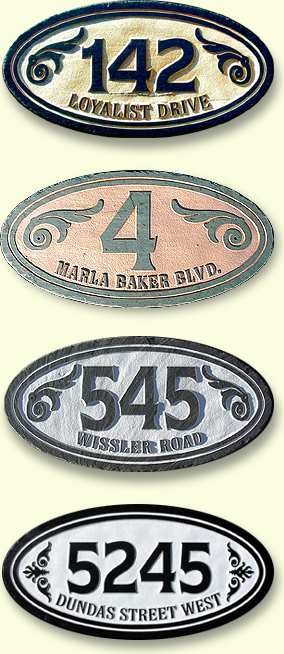 142
LOYALIST DRIVE
4
MARLA BAKER BLVD.
545
WISSLER ROAD
5245
DUNDAS STREET WEST